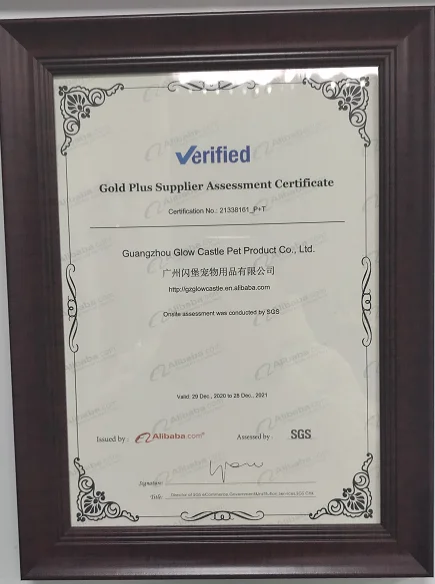 Verified
Gold Plus Supplier Assessment Certificate
Certification No.: 21338161_P+T
Guangzhou Glow Castle Pet Product Co., Ltd.
广州闪堡宠物用品有限公司
http://gzglowcastle.en.alibaba.com
Onsite assessment was conducted by SGS
Valid: 29 Dec., 2020 to 28 Dec., 2021
Issued by : Alibaba.com® Assessed by : SGS
Signature:
Title: Director of